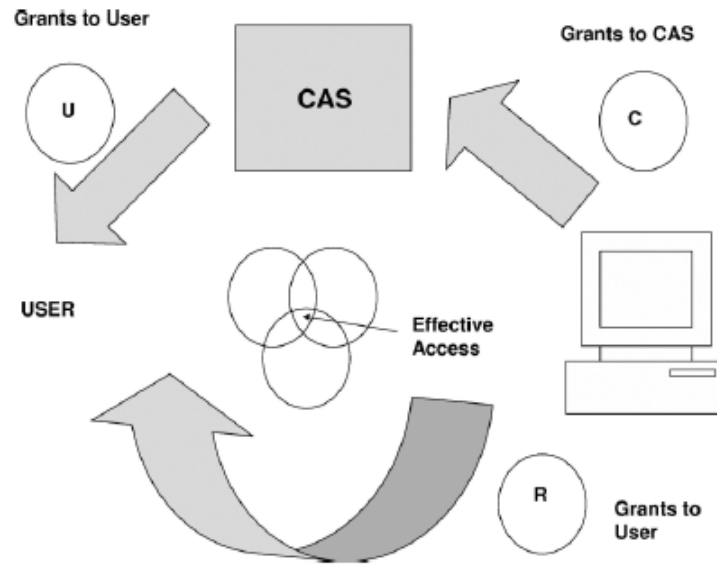 Grants to User
Grants to CAS
CAS
U
C
USER
Effective
Access
R
Grants to
User